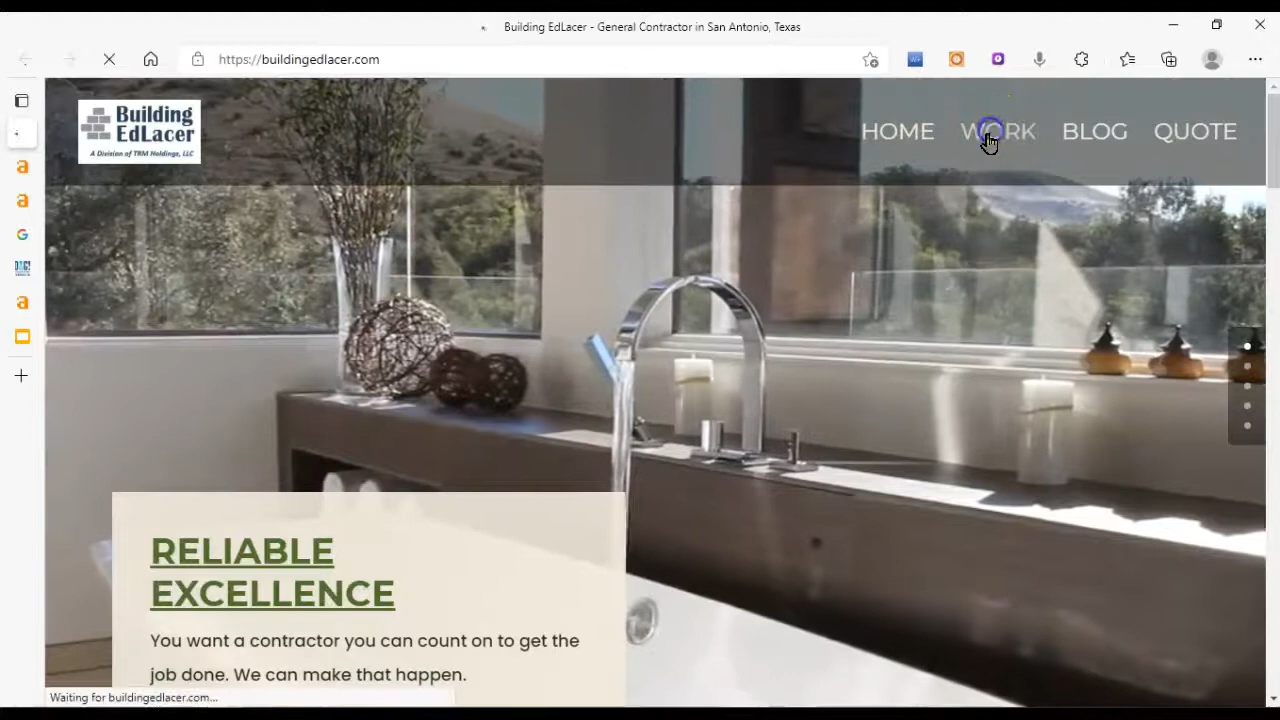 Building EdLacer - General Contractor in San Antonio, Texas
https://buildingedlacer.com
Building
EdLacer
A Division of TRM Holdings, LLC
HOME WORK BLOG QUOTE
RELIABLE
EXCELLENCE
You want a contractor you can count on to get the
job done. We can make that happen.
Waiting for buildingedlacer.com...